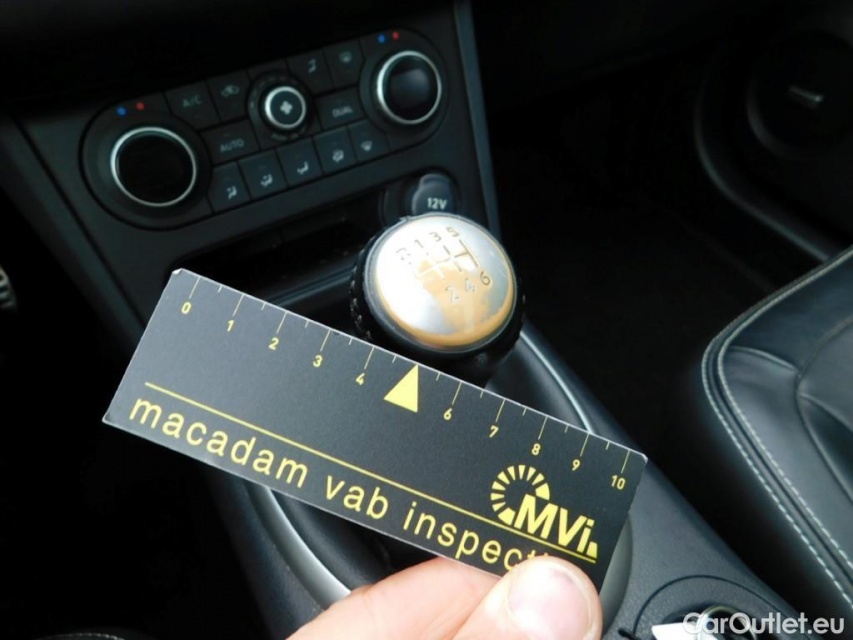 A/C
AUTO
DUAL
12V
R 1 3 5
2 4 6
0 1 2 3 4 6 7 8 9 10
macadam vab inspect
MVi
CarOutlet.eu